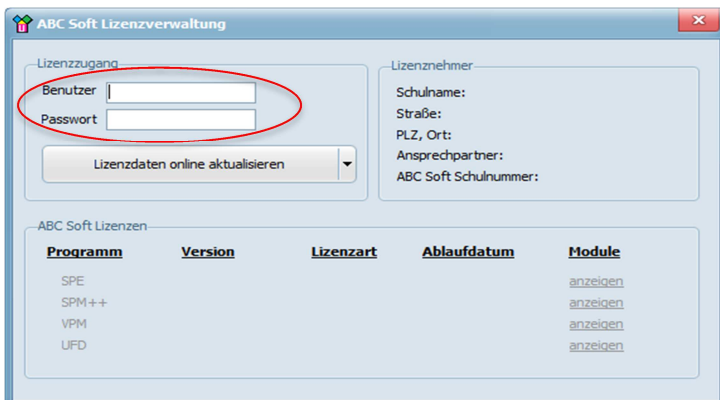 ABC Soft Lizenzverwaltung
Lizenzzugang
Benutzer
Passwort
Lizenzdaten online aktualisieren
Lizenznehmer
Schulname:
Straße:
PLZ, Ort:
Ansprechpartner:
ABC Soft Schulnummer:
ABC Soft Lizenzen
Programm Version Lizenzart Ablaufdatum Module
SPE anzeigen
SPM++ anzeigen
VPM anzeigen
UFD anzeigen